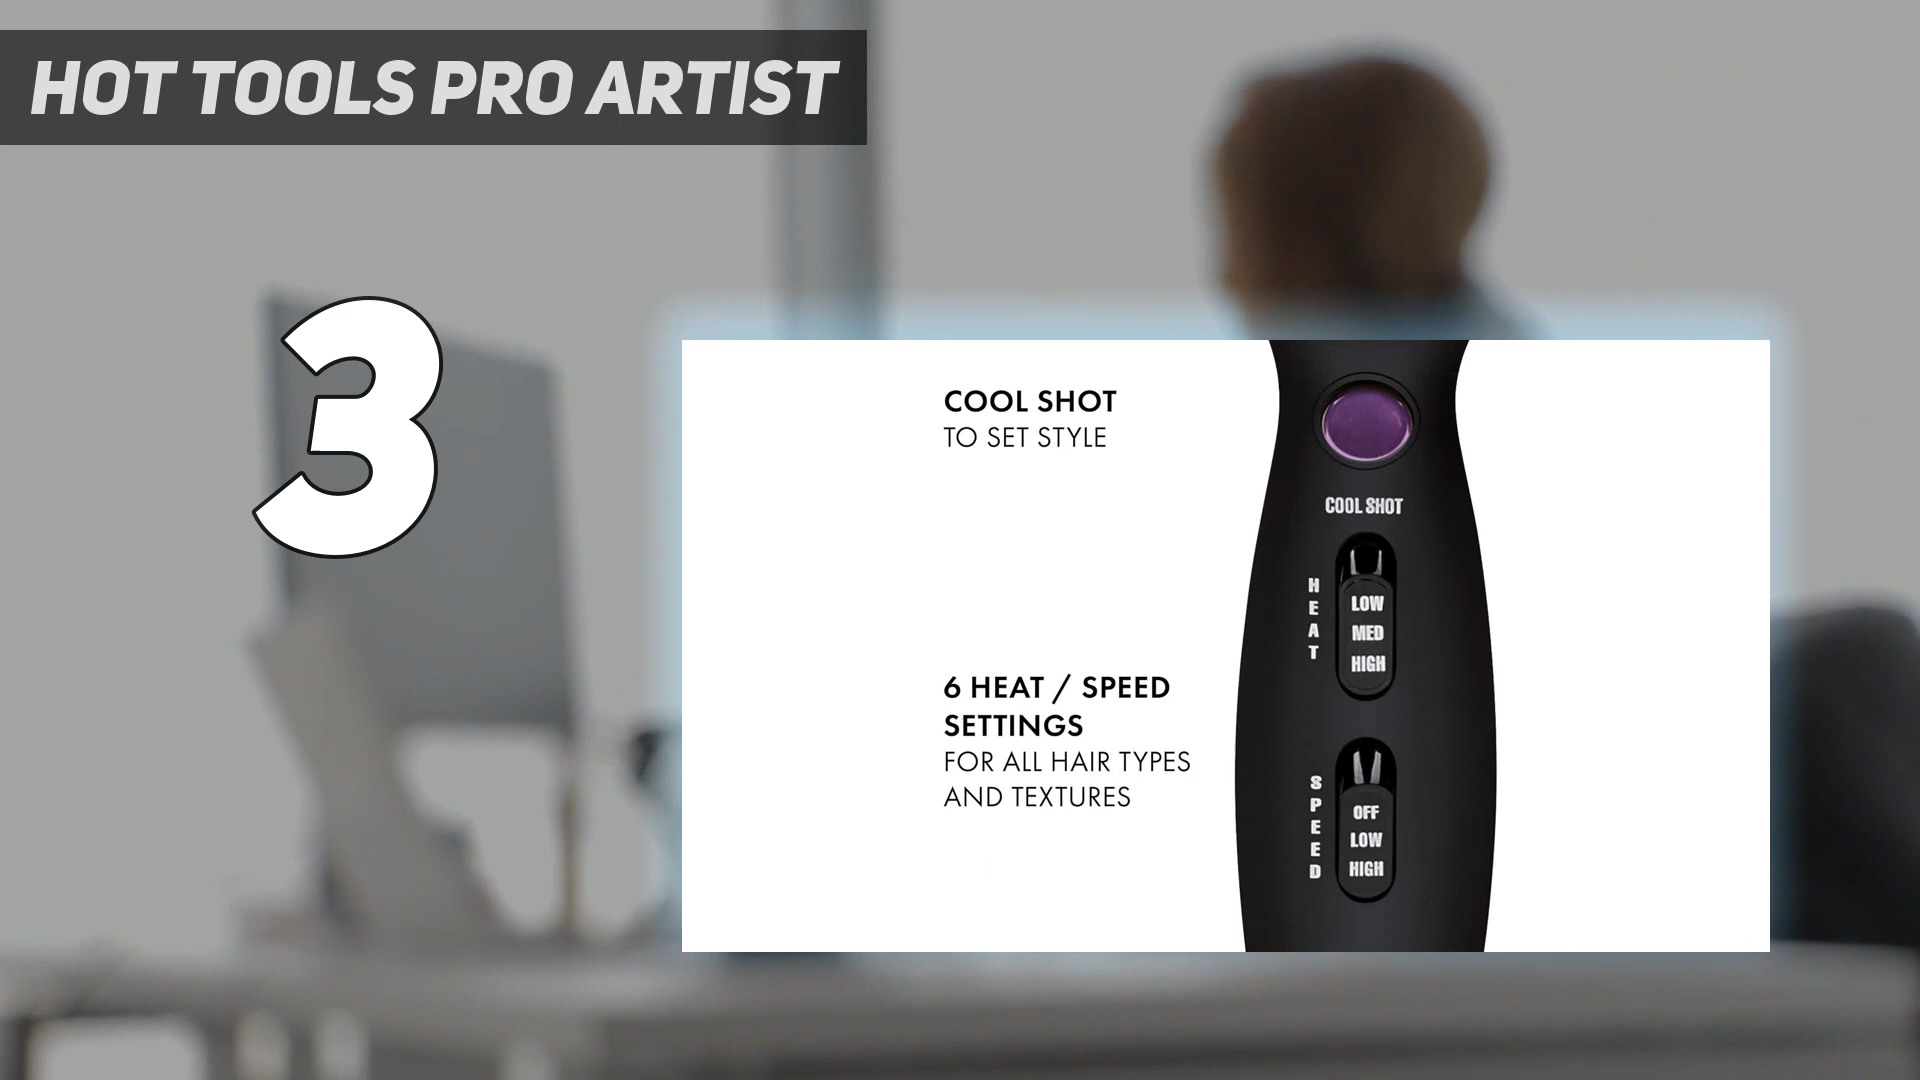 HOT TOOLS PRO ARTIST
3
COOL SHOT
TO SET STYLE
6 HEAT / SPEED
SETTINGS
FOR ALL HAIR TYPES
AND TEXTURES
COOL SHOT
HEAT
LOW
MED
HIGH
SPEED
OFF
LOW
HIGH